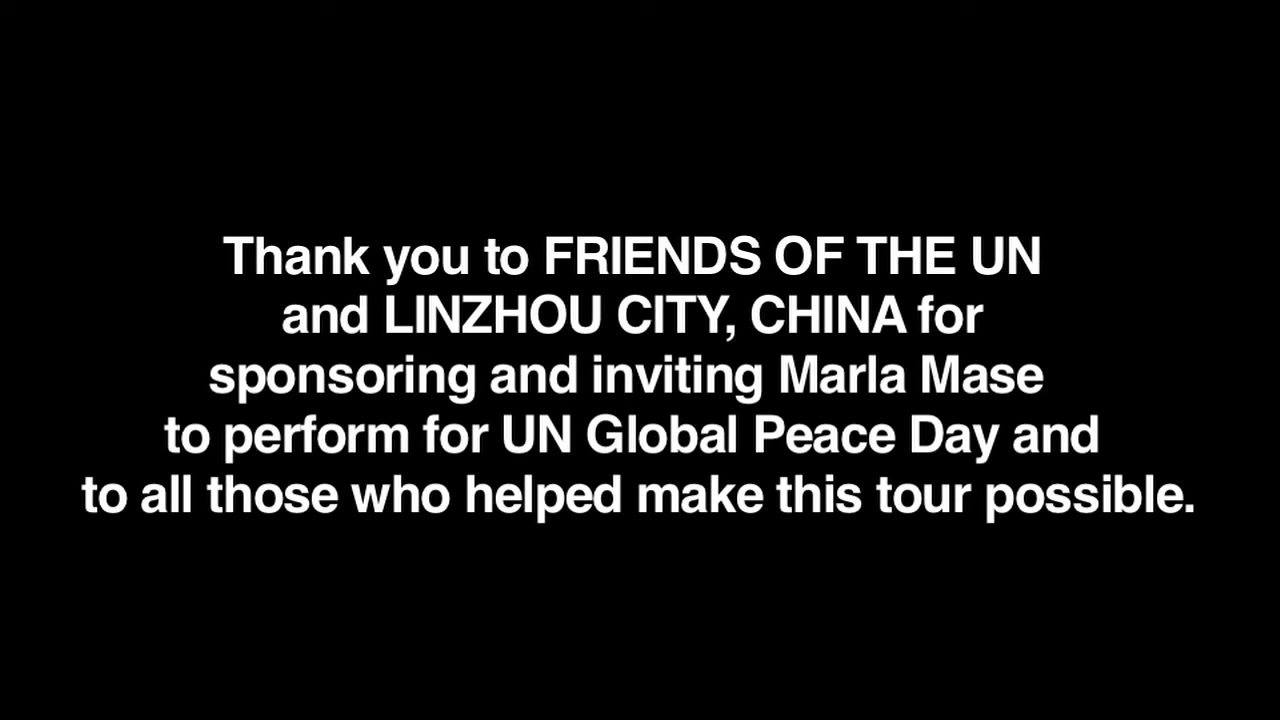 Thank you to FRIENDS OF THE UN
and LINZHOU CITY, CHINA for
sponsoring and inviting Marla Mase
to perform for UN Global Peace Day and
to all those who helped make this tour possible.